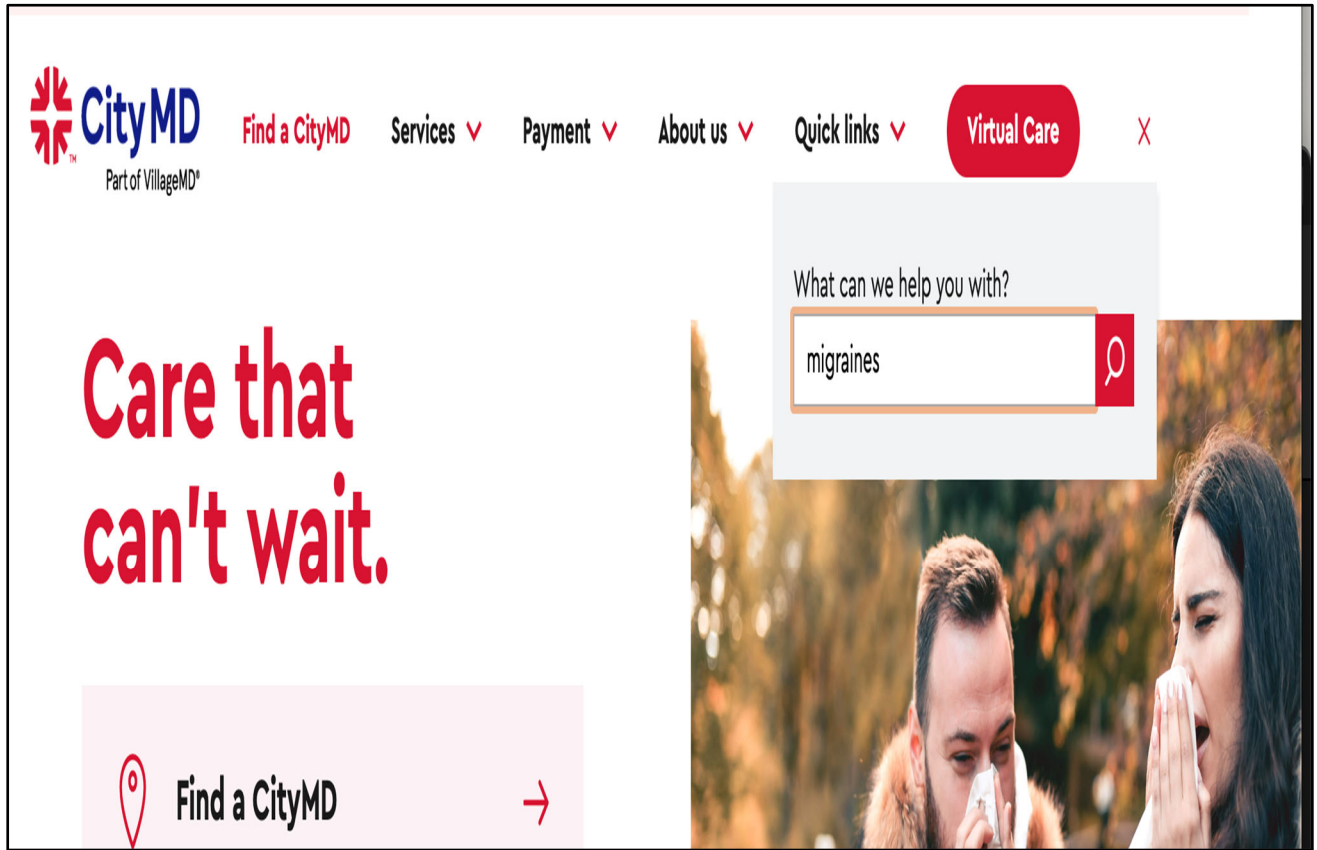 CityMD
TM
Part of VillageMD®
Find a CityMD
Services
Payment
About us
Quick links
Virtual Care
What can we help you with?
migraines
Care that
can't wait.
Find a CityMD